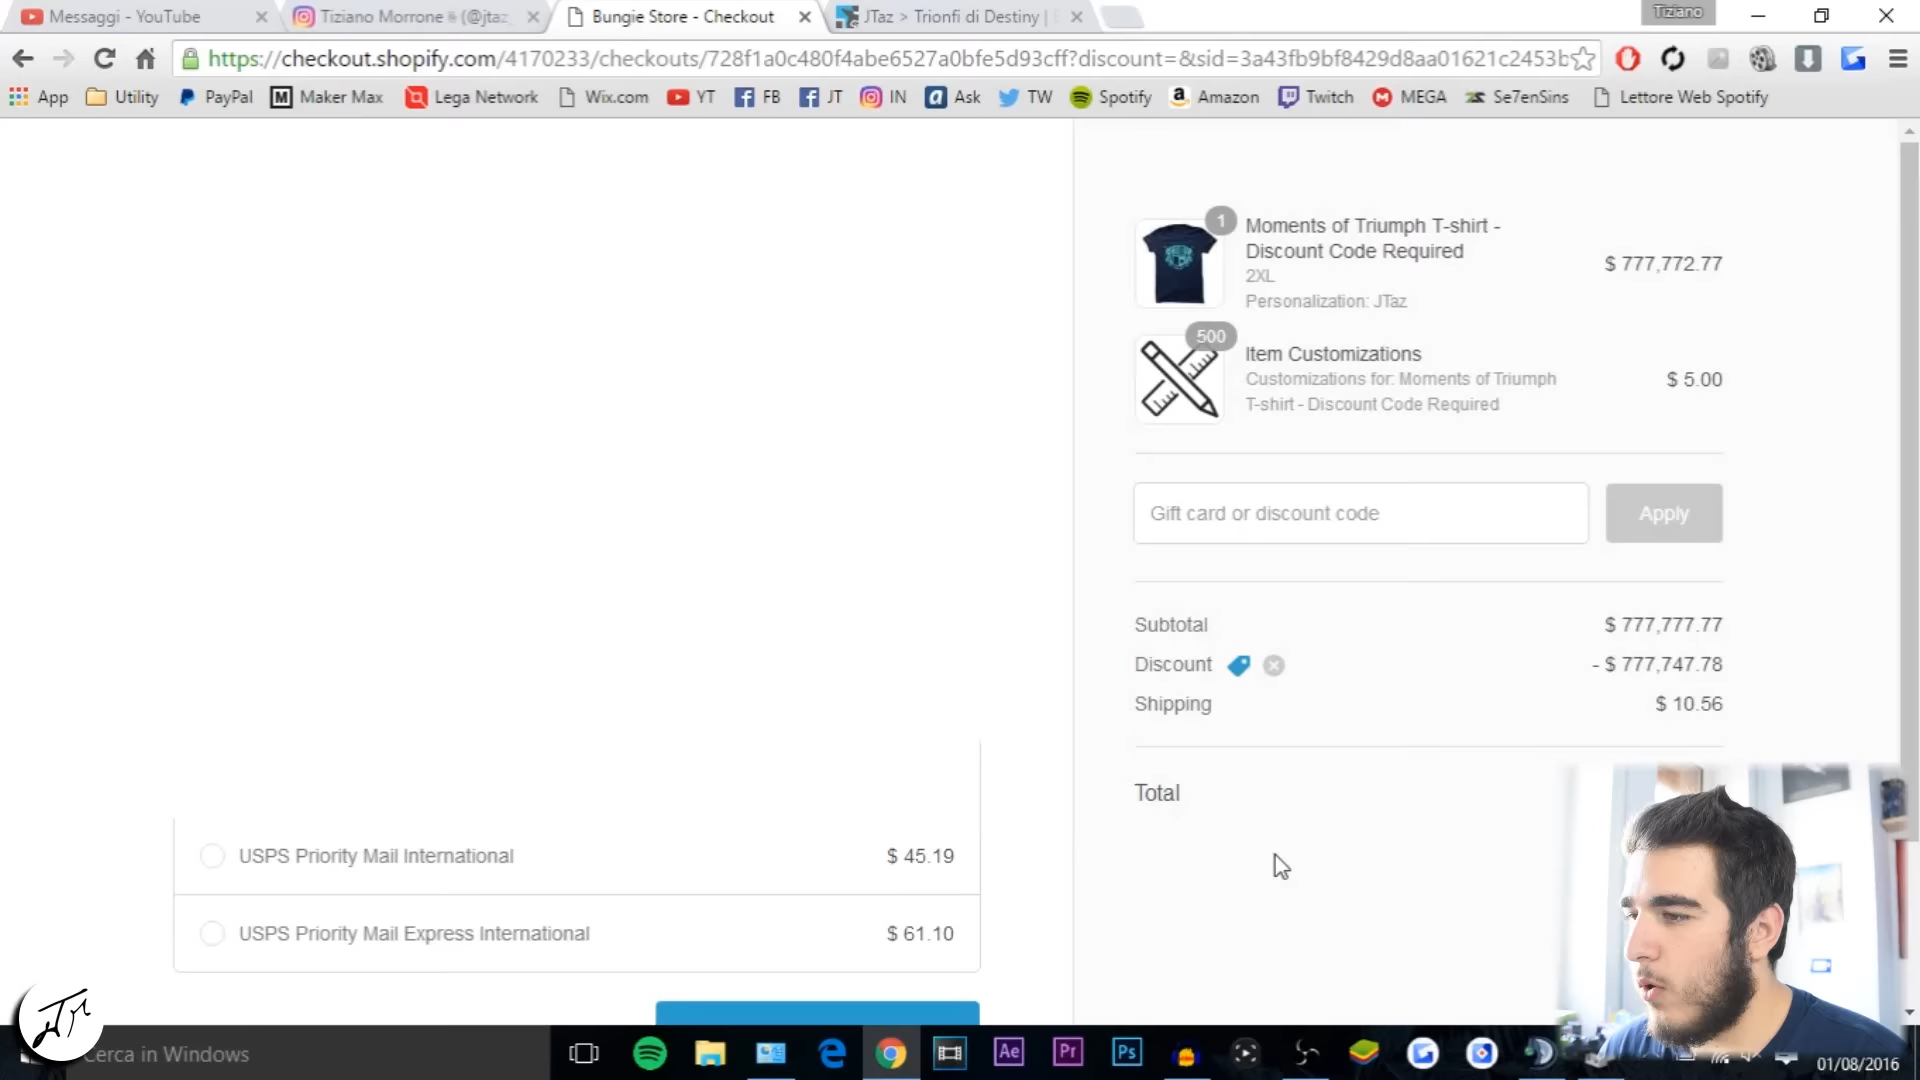 Messaggi - YouTube
Tiziano Morrone
(@jtaz_
Bungie Store - Checkout
JTaz > Trionfi di Destiny |
Tiziano
https://checkout.shopify.com/4170233/checkouts/728f1a0c480f4abe6527a0bfe5d93cff?discount=&sid=3a43fb9bf8429d8aa01621c2453b
App
Utility
PayPal
Maker Max
Lega Network
Wix.com
YT
FB
JT
IN
Ask
TW
Spotify
Amazon
Twitch
MEGA
Se7enSins
Lettore Web Spotify
1
Moments of Triumph T-shirt -
Discount Code Required
2XL
Personalization: JTaz
$ 777,772.77
500
Item Customizations
Customizations for: Moments of Triumph
T-shirt - Discount Code Required
$ 5.00
Gift card or discount code
Apply
Subtotal
$ 777,777.77
Discount
- $ 777,747.78
Shipping
$ 10.56
Total
USPS Priority Mail International
$ 45.19
USPS Priority Mail Express International
$ 61.10
Cerca in Windows
Ae
Pr
Ps
01/08/2016